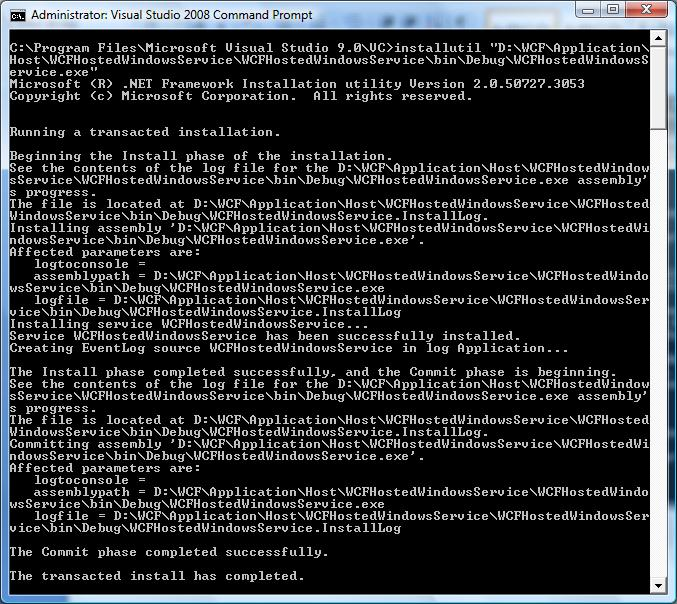 Administrator: Visual Studio 2008 Command Prompt
C:\Program Files\Microsoft Visual Studio 9.0\VC>installutil "D:\WCF\Application\
Host\WCFHostedWindowsService\WCFHostedWindowsService\bin\Debug\WCFHostedWindowsS
ervice.exe"
Microsoft (R) .NET Framework Installation utility Version 2.0.50727.3053
Copyright (c) Microsoft Corporation.  All rights reserved.
Running a transacted installation.
Beginning the Install phase of the installation.
See the contents of the log file for the D:\WCF\Application\Host\WCFHostedWindow
sService\WCFHostedWindowsService\bin\Debug\WCFHostedWindowsService.exe assembly'
s progress.
The file is located at D:\WCF\Application\Host\WCFHostedWindowsService\WCFHosted
WindowsService\bin\Debug\WCFHostedWindowsService.InstallLog.
Installing assembly 'D:\WCF\Application\Host\WCFHostedWindowsService\WCFHostedWi
ndowsService\bin\Debug\WCFHostedWindowsService.exe'.
Affected parameters are:
logtoconsole =
assemblypath = D:\WCF\Application\Host\WCFHostedWindowsService\WCFHostedWindo
wsService\bin\Debug\WCFHostedWindowsService.exe
logfile = D:\WCF\Application\Host\WCFHostedWindowsService\WCFHostedWindowsSer
vice\bin\Debug\WCFHostedWindowsService.InstallLog
Installing service WCFHostedWindowsService...
Service WCFHostedWindowsService has been successfully installed.
Creating EventLog source WCFHostedWindowsService in log Application...
The Install phase completed successfully, and the Commit phase is beginning.
See the contents of the log file for the D:\WCF\Application\Host\WCFHostedWindow
sService\WCFHostedWindowsService\bin\Debug\WCFHostedWindowsService.exe assembly'
s progress.
The file is located at D:\WCF\Application\Host\WCFHostedWindowsService\WCFHosted
WindowsService\bin\Debug\WCFHostedWindowsService.InstallLog.
Committing assembly 'D:\WCF\Application\Host\WCFHostedWindowsService\WCFHostedWi
ndowsService\bin\Debug\WCFHostedWindowsService.exe'.
Affected parameters are:
logtoconsole =
assemblypath = D:\WCF\Application\Host\WCFHostedWindowsService\WCFHostedWindo
wsService\bin\Debug\WCFHostedWindowsService.exe
logfile = D:\WCF\Application\Host\WCFHostedWindowsService\WCFHostedWindowsSer
vice\bin\Debug\WCFHostedWindowsService.InstallLog
The Commit phase completed successfully.
The transacted install has completed.